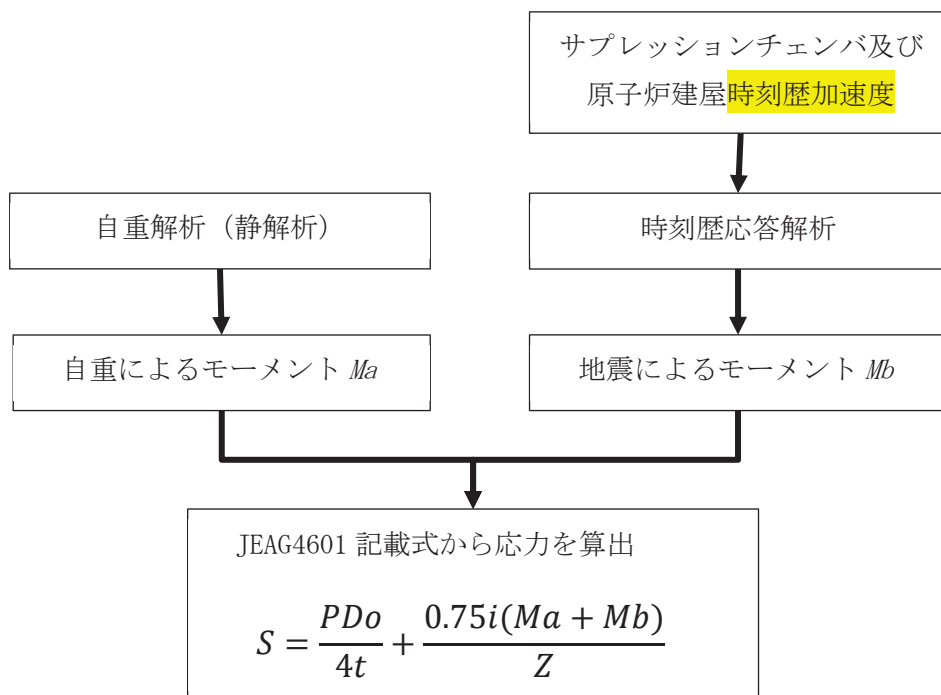 サプレッションチェンバ及び
原子炉建屋時刻歴加速度
自重解析（静解析）
時刻歴応答解析
自重によるモーメント Ma
地震によるモーメント Mb
JEAG4601 記載式から応力を算出
S = PDo/4t + 0.75i(Ma + Mb)/Z